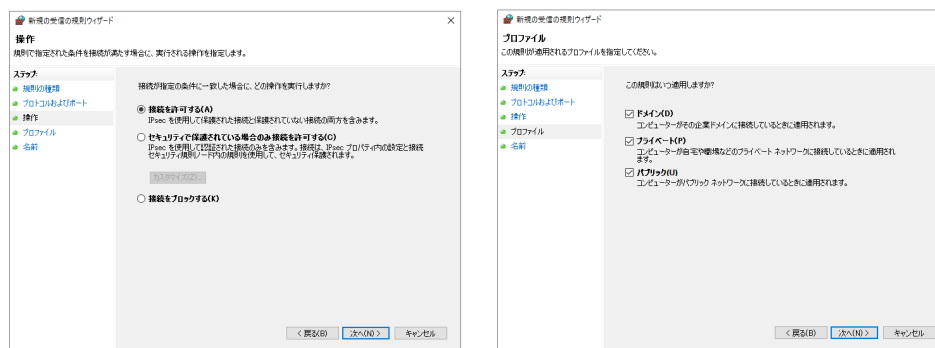 新規の受信の規則ウィザード
操作
規則で指定された条件を接続が満たす場合に、実行される操作を指定します。
ステップ:
規則の種類
プロトコルおよびポート
操作
プロファイル
名前
接続が指定の条件に一致した場合に、どの操作を実行しますか?
接続を許可する(A)
IPsec を使用して保護された接続と保護されていない接続の両方を含みます。
セキュリティで保護されている場合のみ接続を許可する(C)
IPsec を使用して認証された接続のみを含みます。接続は、IPsec プロパティ内の設定と接続
セキュリティ規則ノード内の規則を使用して、セキュリティ保護されます。
カスタマイズ(Z)...
接続をブロックする(K)
< 戻る(B)
次へ(N) >
キャンセル
新規の受信の規則ウィザード
プロファイル
この規則が適用されるプロファイルを指定してください。
ステップ:
規則の種類
プロトコルおよびポート
操作
プロファイル
名前
この規則はいつ適用しますか?
ドメイン(D)
コンピューターがその企業ドメインに接続しているときに適用されます。
プライベート(P)
コンピューターが自宅や職場などのプライベート ネットワークに接続しているときに適用され
ます。
パブリック(U)
コンピューターがパブリック ネットワークに接続しているときに適用されます。
< 戻る(B)
次へ(N) >
キャンセル